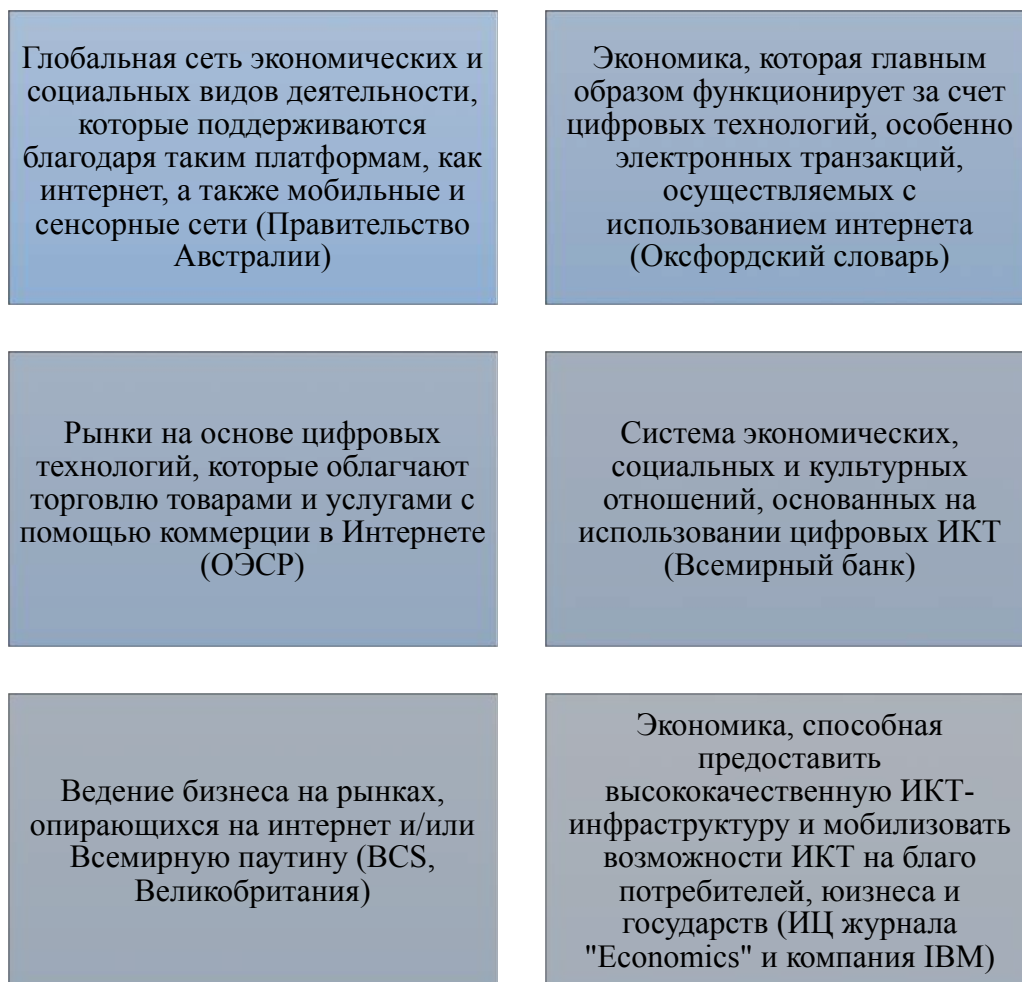 Глобальная сеть экономических и
социальных видов деятельности,
которые поддерживаются
благодаря таким платформам, как
интернет, а также мобильные и
сенсорные сети (Правительство
Австралии)
Экономика, которая главным
образом функционирует за счет
цифровых технологий, особенно
электронных транзакций,
осуществляемых с
использованием интернета
(Оксфордский словарь)
Рынки на основе цифровых
технологий, которые облагчают
торговлю товарами и услугами с
помощью коммерции в Интернете
(ОЭСР)
Система экономических,
социальных и культурных
отношений, основанных на
использовании цифровых ИКТ
(Всемирный банк)
Ведение бизнеса на рынках,
опирающихся на интернет и/или
Всемирную паутину (BCS,
Великобритания)
Экономика, способная
предоставить
высококачественную ИКТ-
инфраструктуру и мобилизовать
возможности ИКТ на благо
потребителей, юизнеса и
государств (ИЦ журнала
"Economics" и компания IBM)